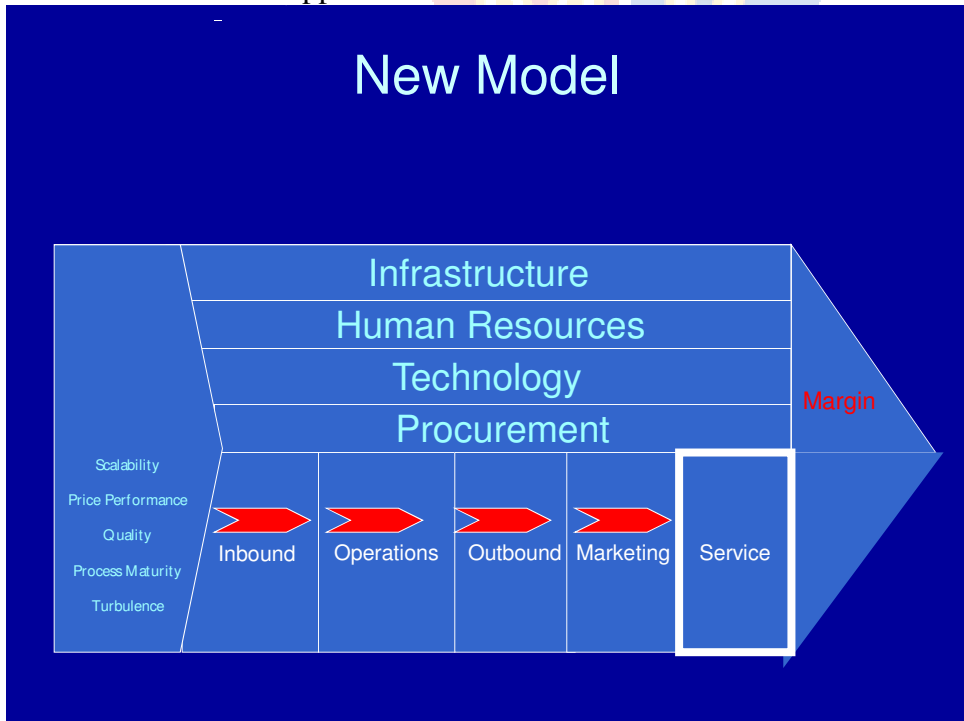 New Model
Infrastructure
Human Resources
Technology
Procurement
Margin
Scalability
Price Performance
Quality
Process Maturity
Turbulence
Inbound
Operations
Outbound
Marketing
Service